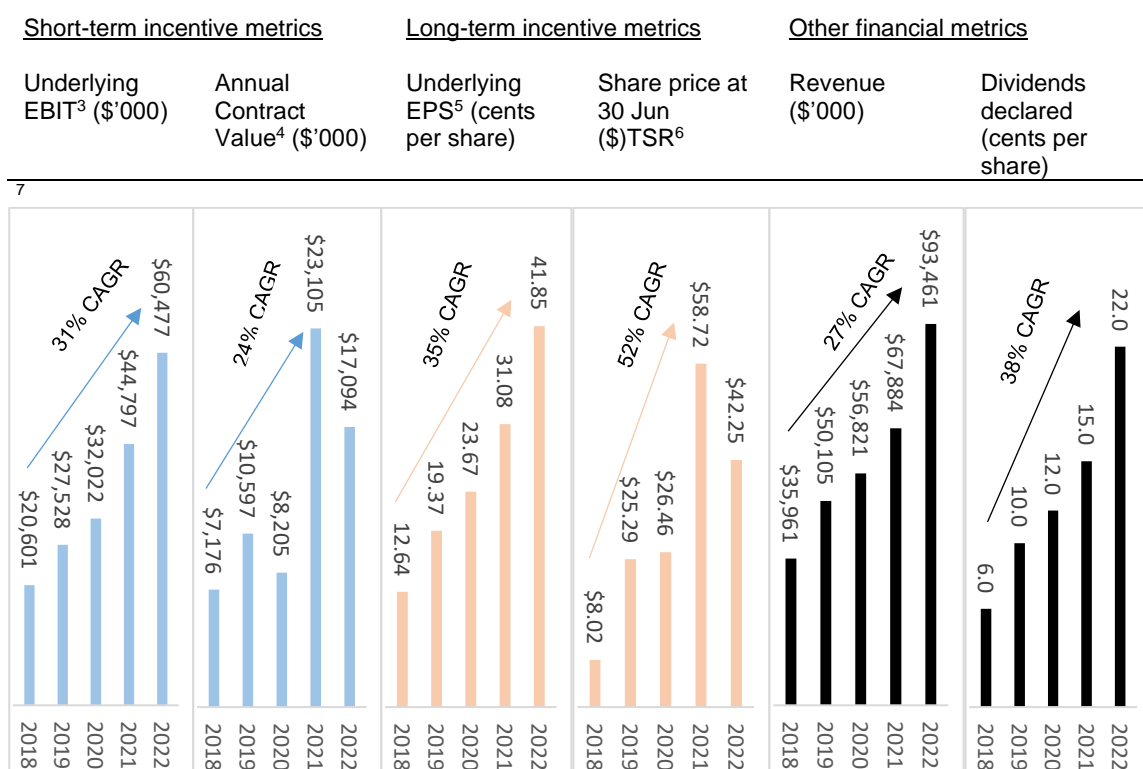 Short-term incentive metrics
Long-term incentive metrics
Other financial metrics
Underlying
EBIT3 ($'000)
Annual
Contract
Value4 ($'000)
Underlying
EPS5 (cents
per share)
Share price at
30 Jun
($)TSR6
Revenue
($'000)
Dividends
declared
(cents per
share)
7
31% CAGR
$20,601
$27,528
$32,022
$44,797
$60,477
2018
2019
2020
2021
2022
24% CAGR
$7,176
$10,597
$8,205
$23,105
$17,094
2018
2019
2020
2021
2022
35% CAGR
12.64
19.37
23.67
31.08
41.85
2018
2019
2020
2021
2022
52% CAGR
$8.02
$25.29
$26.46
$58.72
$42.25
2018
2019
2020
2021
2022
27% CAGR
$35,961
$50,105
$56,821
$67,884
$93,461
2018
2019
2020
2021
2022
38% CAGR
6.0
10.0
12.0
15.0
22.0
2018
2019
2020
2021
2022